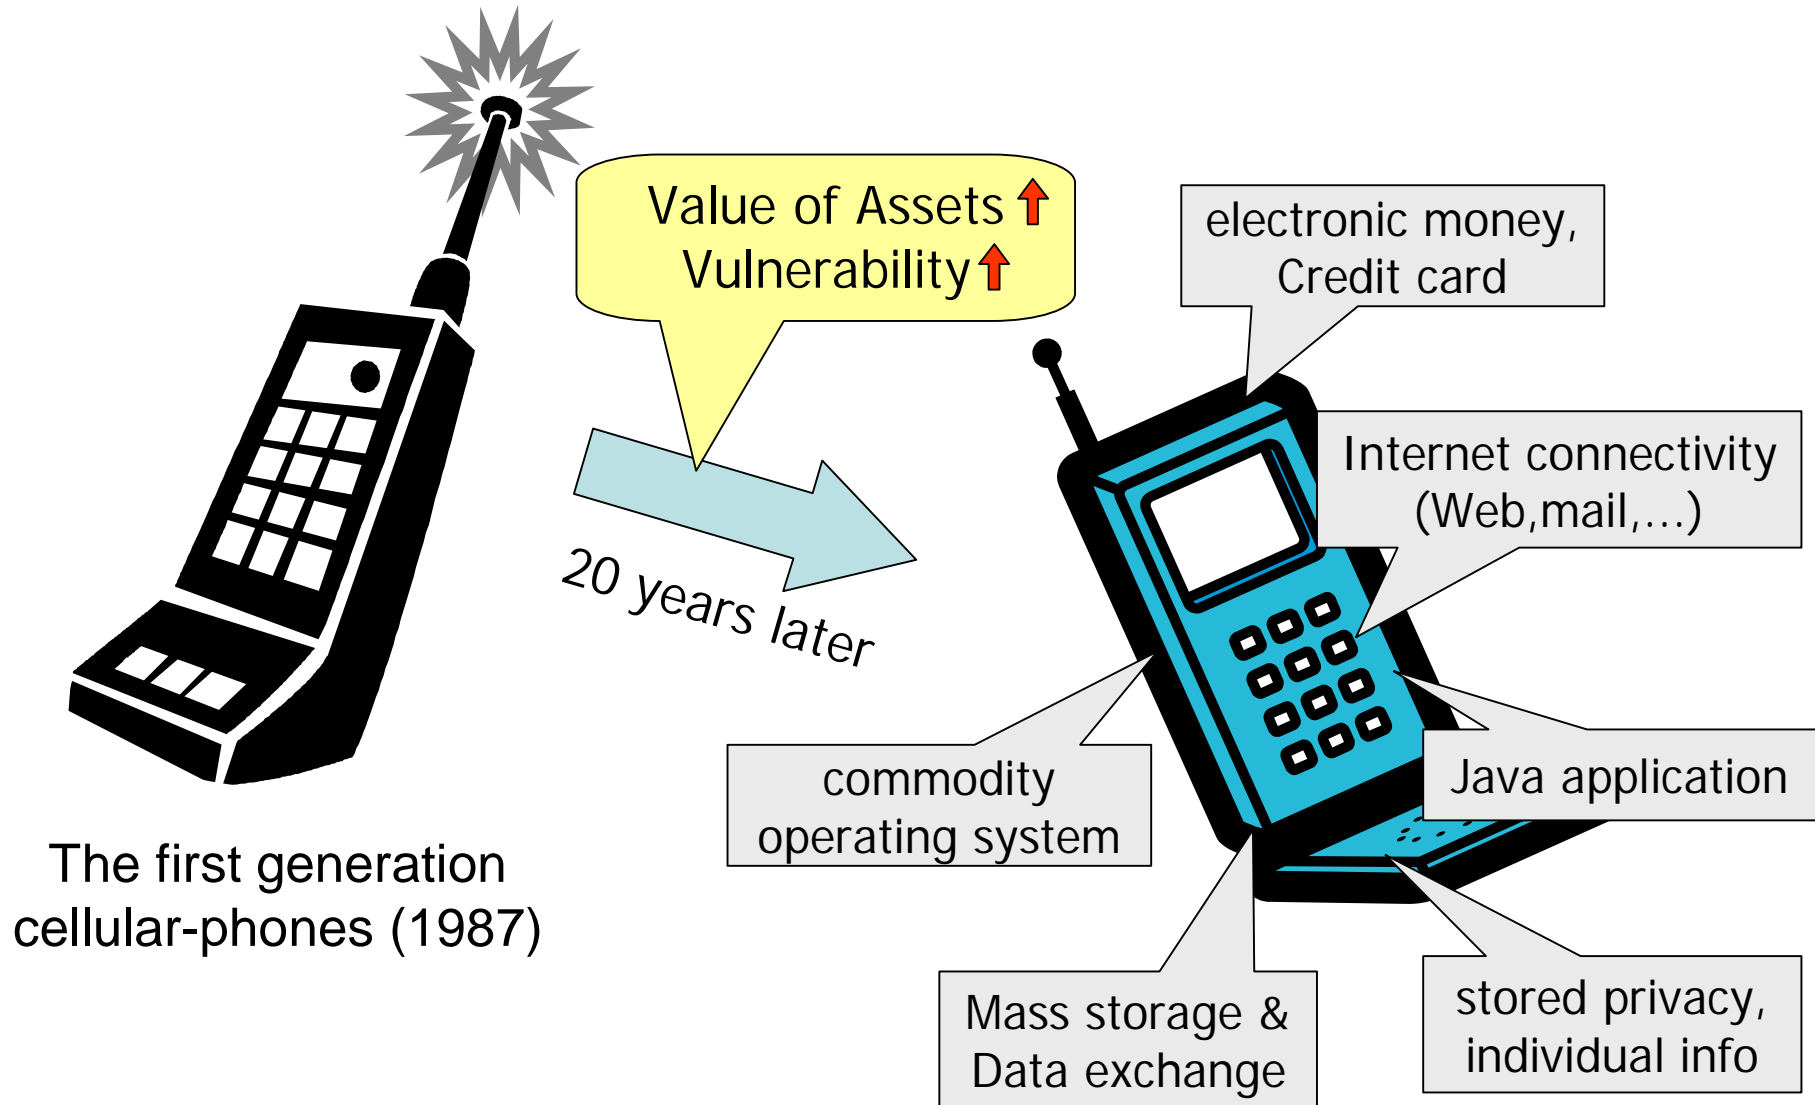 Value of Assets
Vulnerability
electronic money,
Credit card
Internet connectivity
(Web,mail,...)
20 years later
commodity
operating system
Java application
The first generation
cellular-phones (1987)
Mass storage &
Data exchange
stored privacy,
individual info